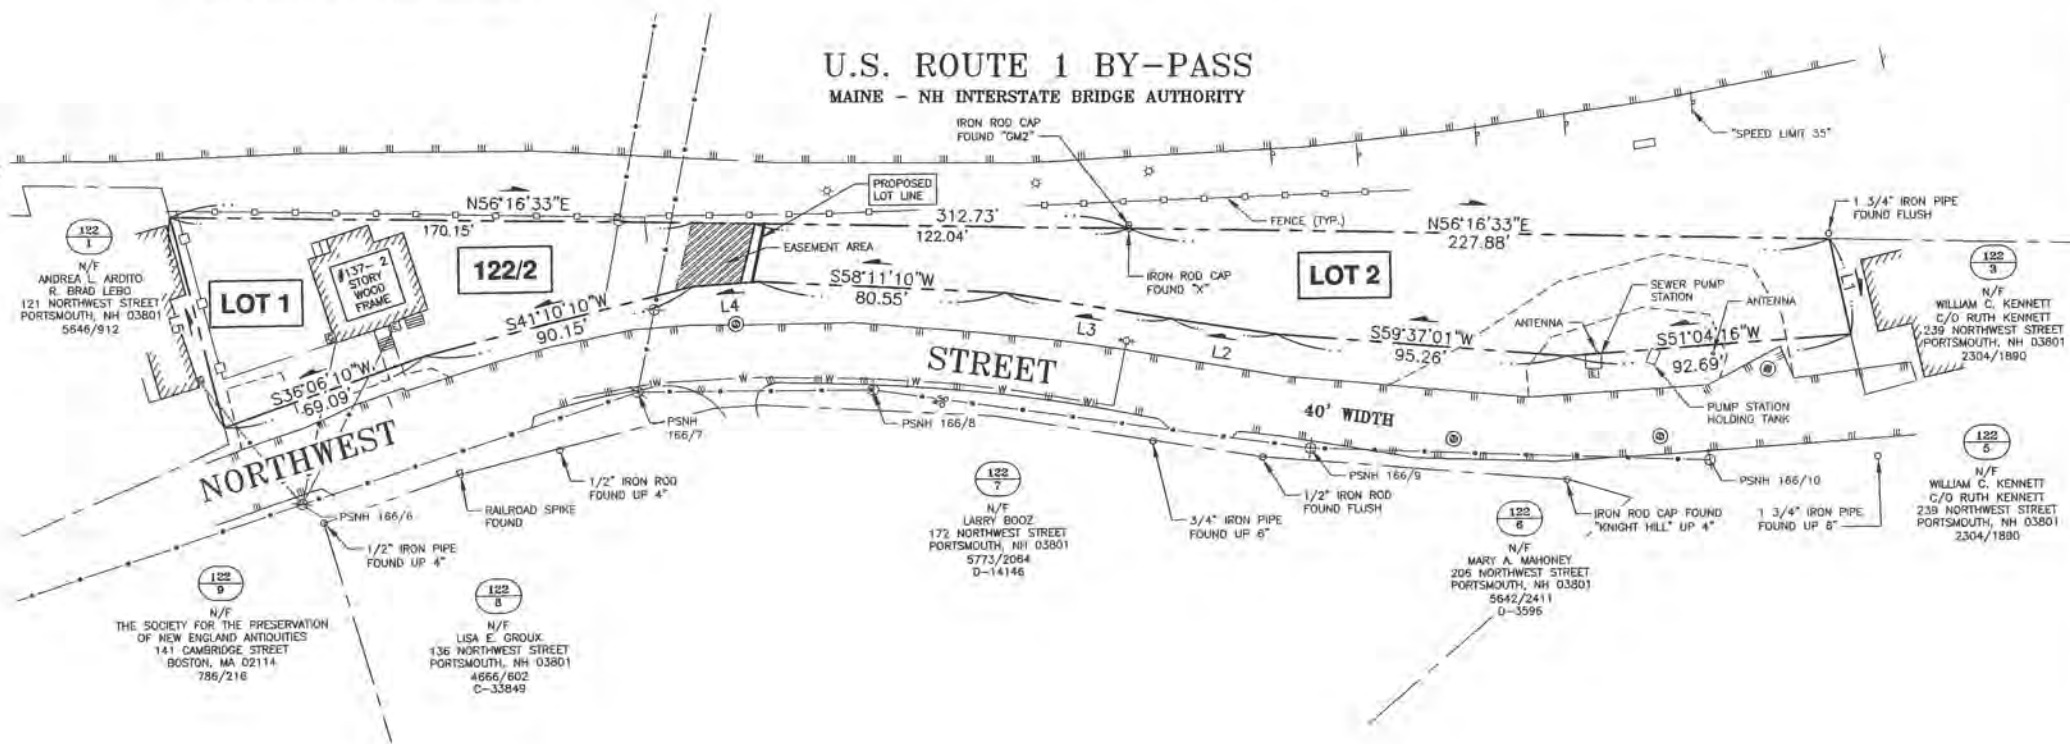 U.S. ROUTE 1 BY-PASS
MAINE - NH INTERSTATE BRIDGE AUTHORITY
IRON ROD CAP
FOUND "GM2"
"SPEED LIMIT 35"
PROPOSED
LOT LINE
N56°16'33"E
170.15'
312.73'
122.04'
FENCE (TYP.)
N56°16'33"E
227.88'
1 3/4" IRON PIPE
FOUND FLUSH
122
1
N/F
ANDREA L. ARDITO
R. BRAD LEBO
121 NORTHWEST STREET
PORTSMOUTH, NH 03801
5646/912
L5
LOT 1
#137- 2
STORY
WOOD
FRAME
122/2
EASEMENT AREA
IRON ROD CAP
FOUND "X"
LOT 2
SEWER PUMP
STATION
ANTENNA
ANTENNA
L1
122
3
N/F
WILLIAM C. KENNETT
C/O RUTH KENNETT
239 NORTHWEST STREET
PORTSMOUTH, NH 03801
2304/1890
S36°06'10"W
69.09'
S41°10'10"W
90.15'
L4
S58°11'10"W
80.55'
L3
L2
S59°37'01"W
95.26'
S51°04'16"W
92.69'
PUMP STATION
HOLDING TANK
NORTHWEST
STREET
40' WIDTH
W W W W W W
PSNH
166/7
PSNH 166/8
PSNH 166/9
PSNH 166/10
PSNH 166/6
1/2" IRON PIPE
FOUND UP 4"
RAILROAD SPIKE
FOUND
1/2" IRON ROD
FOUND UP 4"
3/4" IRON PIPE
FOUND UP 6"
1/2" IRON ROD
FOUND FLUSH
IRON ROD CAP FOUND
"KNIGHT HILL" UP 4"
1 3/4" IRON PIPE
FOUND UP 8"
122
9
N/F
THE SOCIETY FOR THE PRESERVATION
OF NEW ENGLAND ANTIQUITIES
141 CAMBRIDGE STREET
BOSTON, MA 02114
786/216
122
8
N/F
LISA E. GROUX
136 NORTHWEST STREET
PORTSMOUTH, NH 03801
4666/602
C-33849
122
7
N/F
LARRY BOOZ
172 NORTHWEST STREET
PORTSMOUTH, NH 03801
5773/2064
D-14146
122
6
N/F
MARY A. MAHONEY
206 NORTHWEST STREET
PORTSMOUTH, NH 03801
5642/2411
D-3596
122
5
N/F
WILLIAM C. KENNETT
C/O RUTH KENNETT
239 NORTHWEST STREET
PORTSMOUTH, NH 03801
2304/1890